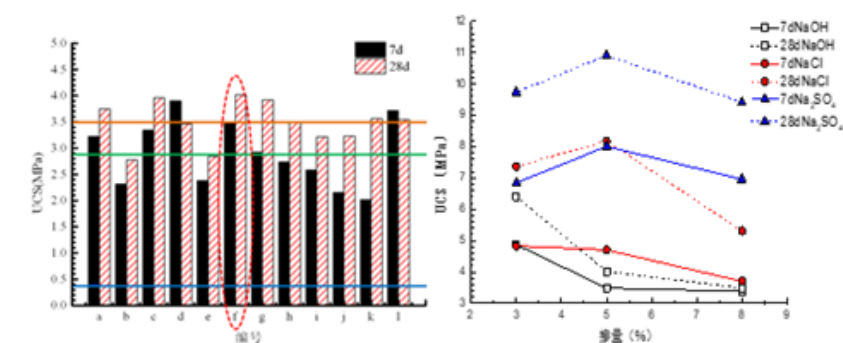 UCS(MPa)
5.0
4.5
4.0
3.5
3.0
2.5
2.0
1.5
1.0
0.5
0.0
7d
28d
a b c d e f g h i j k l
编号
UCS (MPa)
12
11
10
9
8
7
6
5
4
3
7dNaOH
28dNaOH
7dNaCl
28dNaCl
7dNa₂SO₄
28dNa₂SO₄
2 3 4 5 6 7 8 9
掺量 (%)